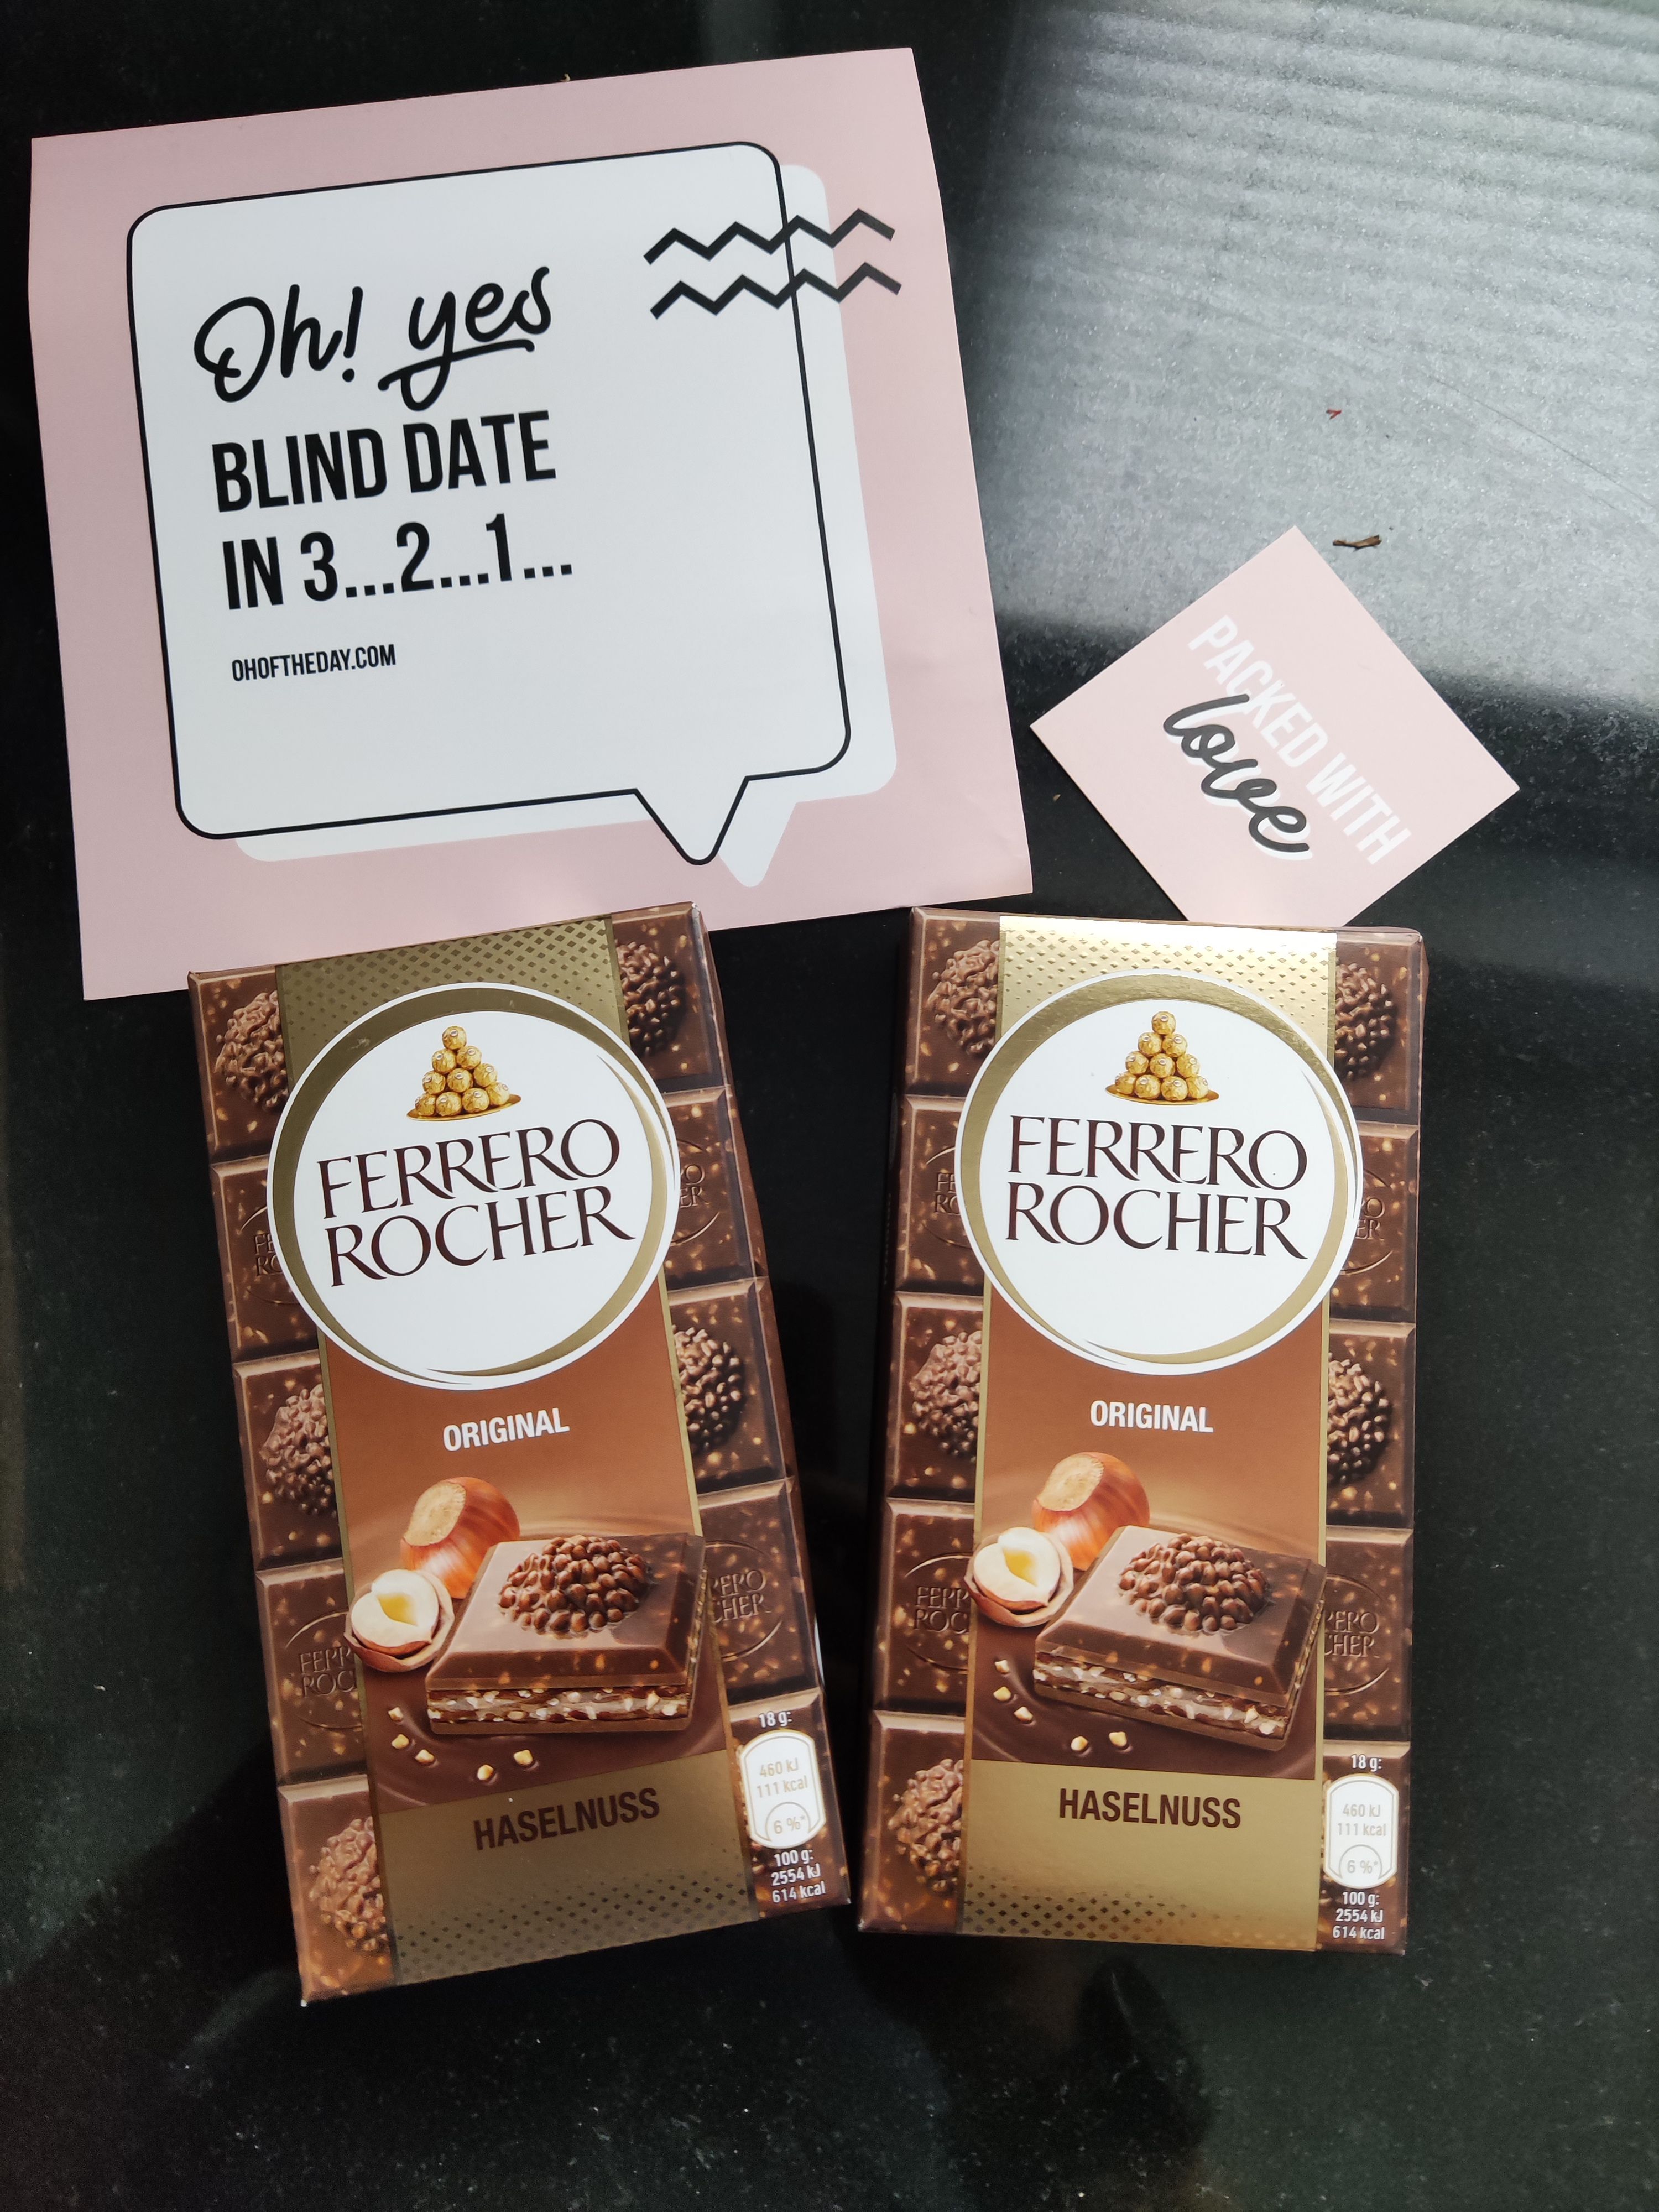 Oh! yes
BLIND DATE
IN 3...2...1...
OHOFTHEDAY.COM
PACKED WITH
love
FERRERO
ROCHER
ORIGINAL
HASELNUSS
18 g:
460 kJ
111 kcal
6 %*
100 g:
2554 kJ
614 kcal
FERRERO
ROCHER
ORIGINAL
HASELNUSS
18 g:
460 kJ
111 kcal
6 %*
100 g:
2554 kJ
614 kcal